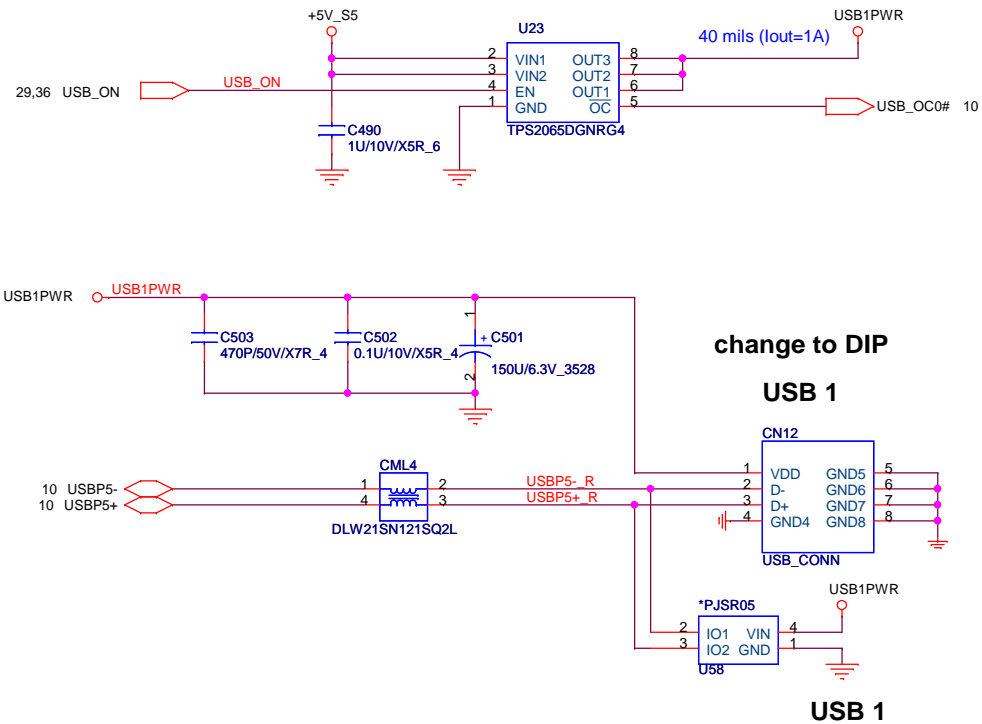 +5V_S5
U23
USB1PWR
40 mils (Iout=1A)
2 VIN1 OUT3 8
3 VIN2 OUT2 7
4 EN OUT1 6
1 GND OC 5
29,36 USB_ON
USB_ON
USB_OC0# 10
TPS2065DGNRG4
C490
1U/10V/X5R_6
USB1PWR
USB1PWR
C503
470P/50V/X7R_4
C502
0.1U/10V/X5R_4
1
+ C501
2
150U/6.3V_3528
change to DIP
USB 1
CN12
1 VDD GND5 5
2 D- GND6 6
3 D+ GND7 7
4 GND4 GND8 8
USB_CONN
CML4
10 USBP5- 1 2 USBP5-_R
10 USBP5+ 4 3 USBP5+_R
DLW21SN121SQ2L
USB1PWR
*PJSR05
2 IO1 VIN 4
3 IO2 GND 1
U58
USB 1